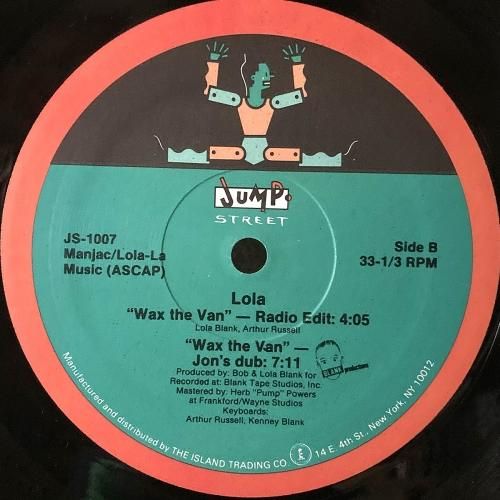 JUMP.
STREET
JS-1007
Manjac/Lola-La
Music (ASCAP)
Side B
33-1/3 RPM
Lola
“Wax the Van” — Radio Edit: 4:05
Lola Blank, Arthur Russell
“Wax the Van” —
Jon's dub: 7:11
BLANK productions
Produced by: Bob & Lola Blank for
Recorded at: Blank Tape Studios, Inc.
Mastered by: Herb "Pump" Powers
at Frankford/Wayne Studios
Keyboards:
Arthur Russell, Kenney Blank
Manufactured and distributed by THE ISLAND TRADING CO. 14 E. 4th St., New York, NY 10012